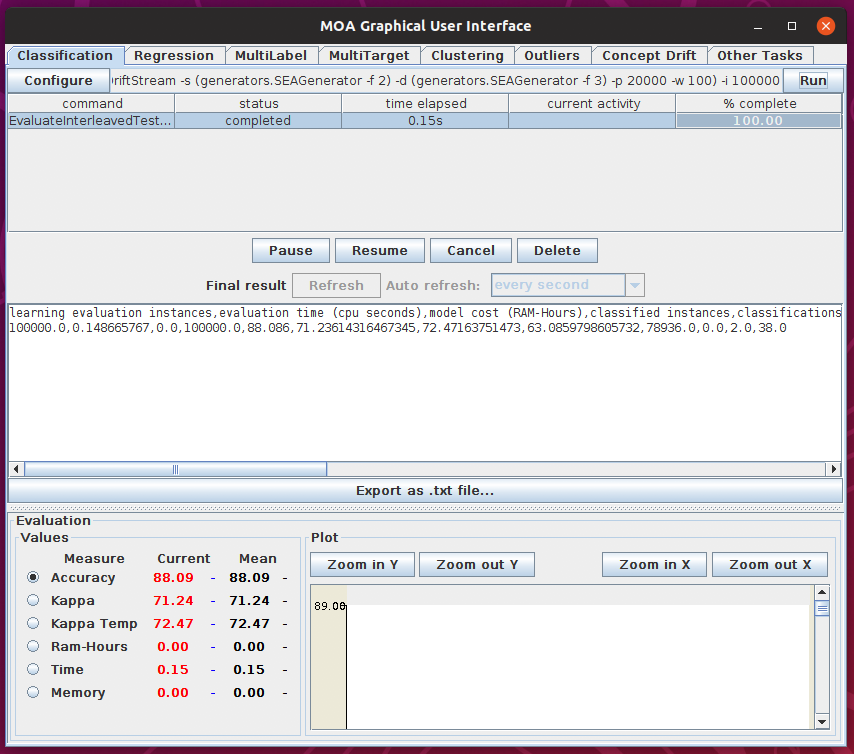 MOA Graphical User Interface
Classification Regression MultiLabel MultiTarget Clustering Outliers Concept Drift Other Tasks
Configure riftStream -s (generators.SEAGenerator -f 2) -d (generators.SEAGenerator -f 3) -p 20000 -w 100) -i 100000 Run
command status time elapsed current activity % complete
EvaluateInterleavedTest... completed 0.15s 100.00
Pause Resume Cancel Delete
Final result Refresh Auto refresh: every second
learning evaluation instances,evaluation time (cpu seconds),model cost (RAM-Hours),classified instances,classifications
100000.0,0.148665767,0.0,100000.0,88.086,71.23614316467345,72.47163751473,63.0859798605732,78936.0,0.0,2.0,38.0
Export as .txt file...
Evaluation
Values Plot
Measure Current Mean
Zoom in Y Zoom out Y Zoom in X Zoom out X
Accuracy 88.09 - 88.09 -
Kappa 71.24 - 71.24 -
Kappa Temp 72.47 - 72.47 -
Ram-Hours 0.00 - 0.00 -
Time 0.15 - 0.15 -
Memory 0.00 - 0.00 -